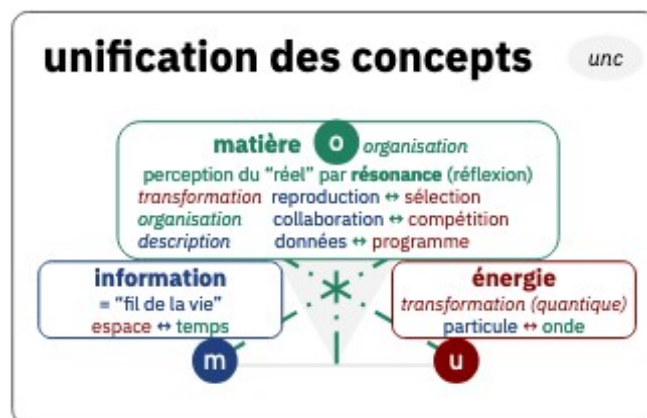 unification des concepts
unc
matière o organisation
perception du "réel" par résonance (réflexion)
transformation reproduction ↔ sélection
organisation collaboration ↔ compétition
description données ↔ programme
information
= "fil de la vie"
espace ↔ temps
énergie
transformation (quantique)
particule ↔ onde
m
u